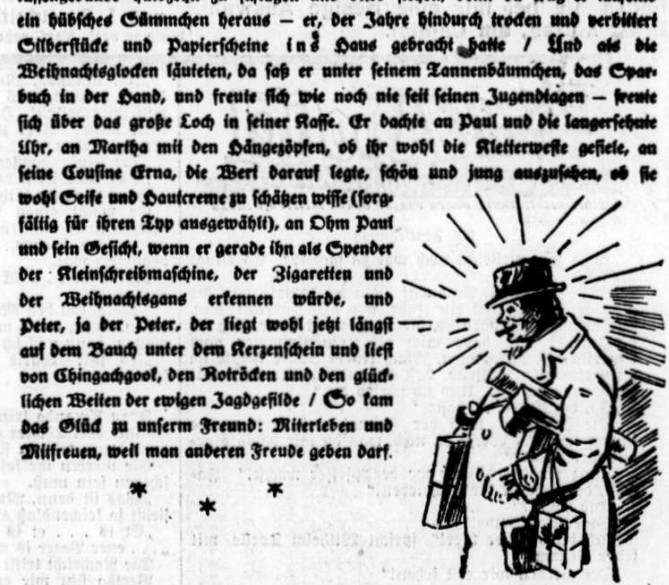 ein hübsches Sümmchen heraus — er, der Jahre hindurch trocken und verbittert
Silberstücke und Papierscheine ins Haus gebracht hatte / Und als die
Weihnachtsglocken läuteten, da saß er unter seinem Tannenbäumchen, das Spar-
buch in der Hand, und freute sich wie noch nie seit seinen Jugendtagen — freute
sich über das große Loch in seiner Kasse. Er dachte an Paul und die langersehnte
Uhr, an Martha mit den Hängezöpfen, ob ihr wohl die Kletterweste gefiele, an
seine Cousine Erna, die Wert darauf legte, schön und jung auszusehen, ob sie
wohl Seife und Hautcreme zu schätzen wisse (sorg-
fältig für ihren Typ ausgewählt), an Ohm Paul
und sein Gesicht, wenn er gerade ihn als Spender
der Kleinschreibmaschine, der Zigaretten und
der Weihnachtsgans erkennen würde, und
Peter, ja der Peter, der liegt wohl jetzt längst
auf dem Bauch unter dem Kerzenschein und liest
von Chingachgook, den Rotröcken und den glück-
lichen Weiten der ewigen Jagdgefilde / So kam
das Glück zu unserm Freund: Miterleben und
Mitfreuen, weil man anderen Freude geben darf.